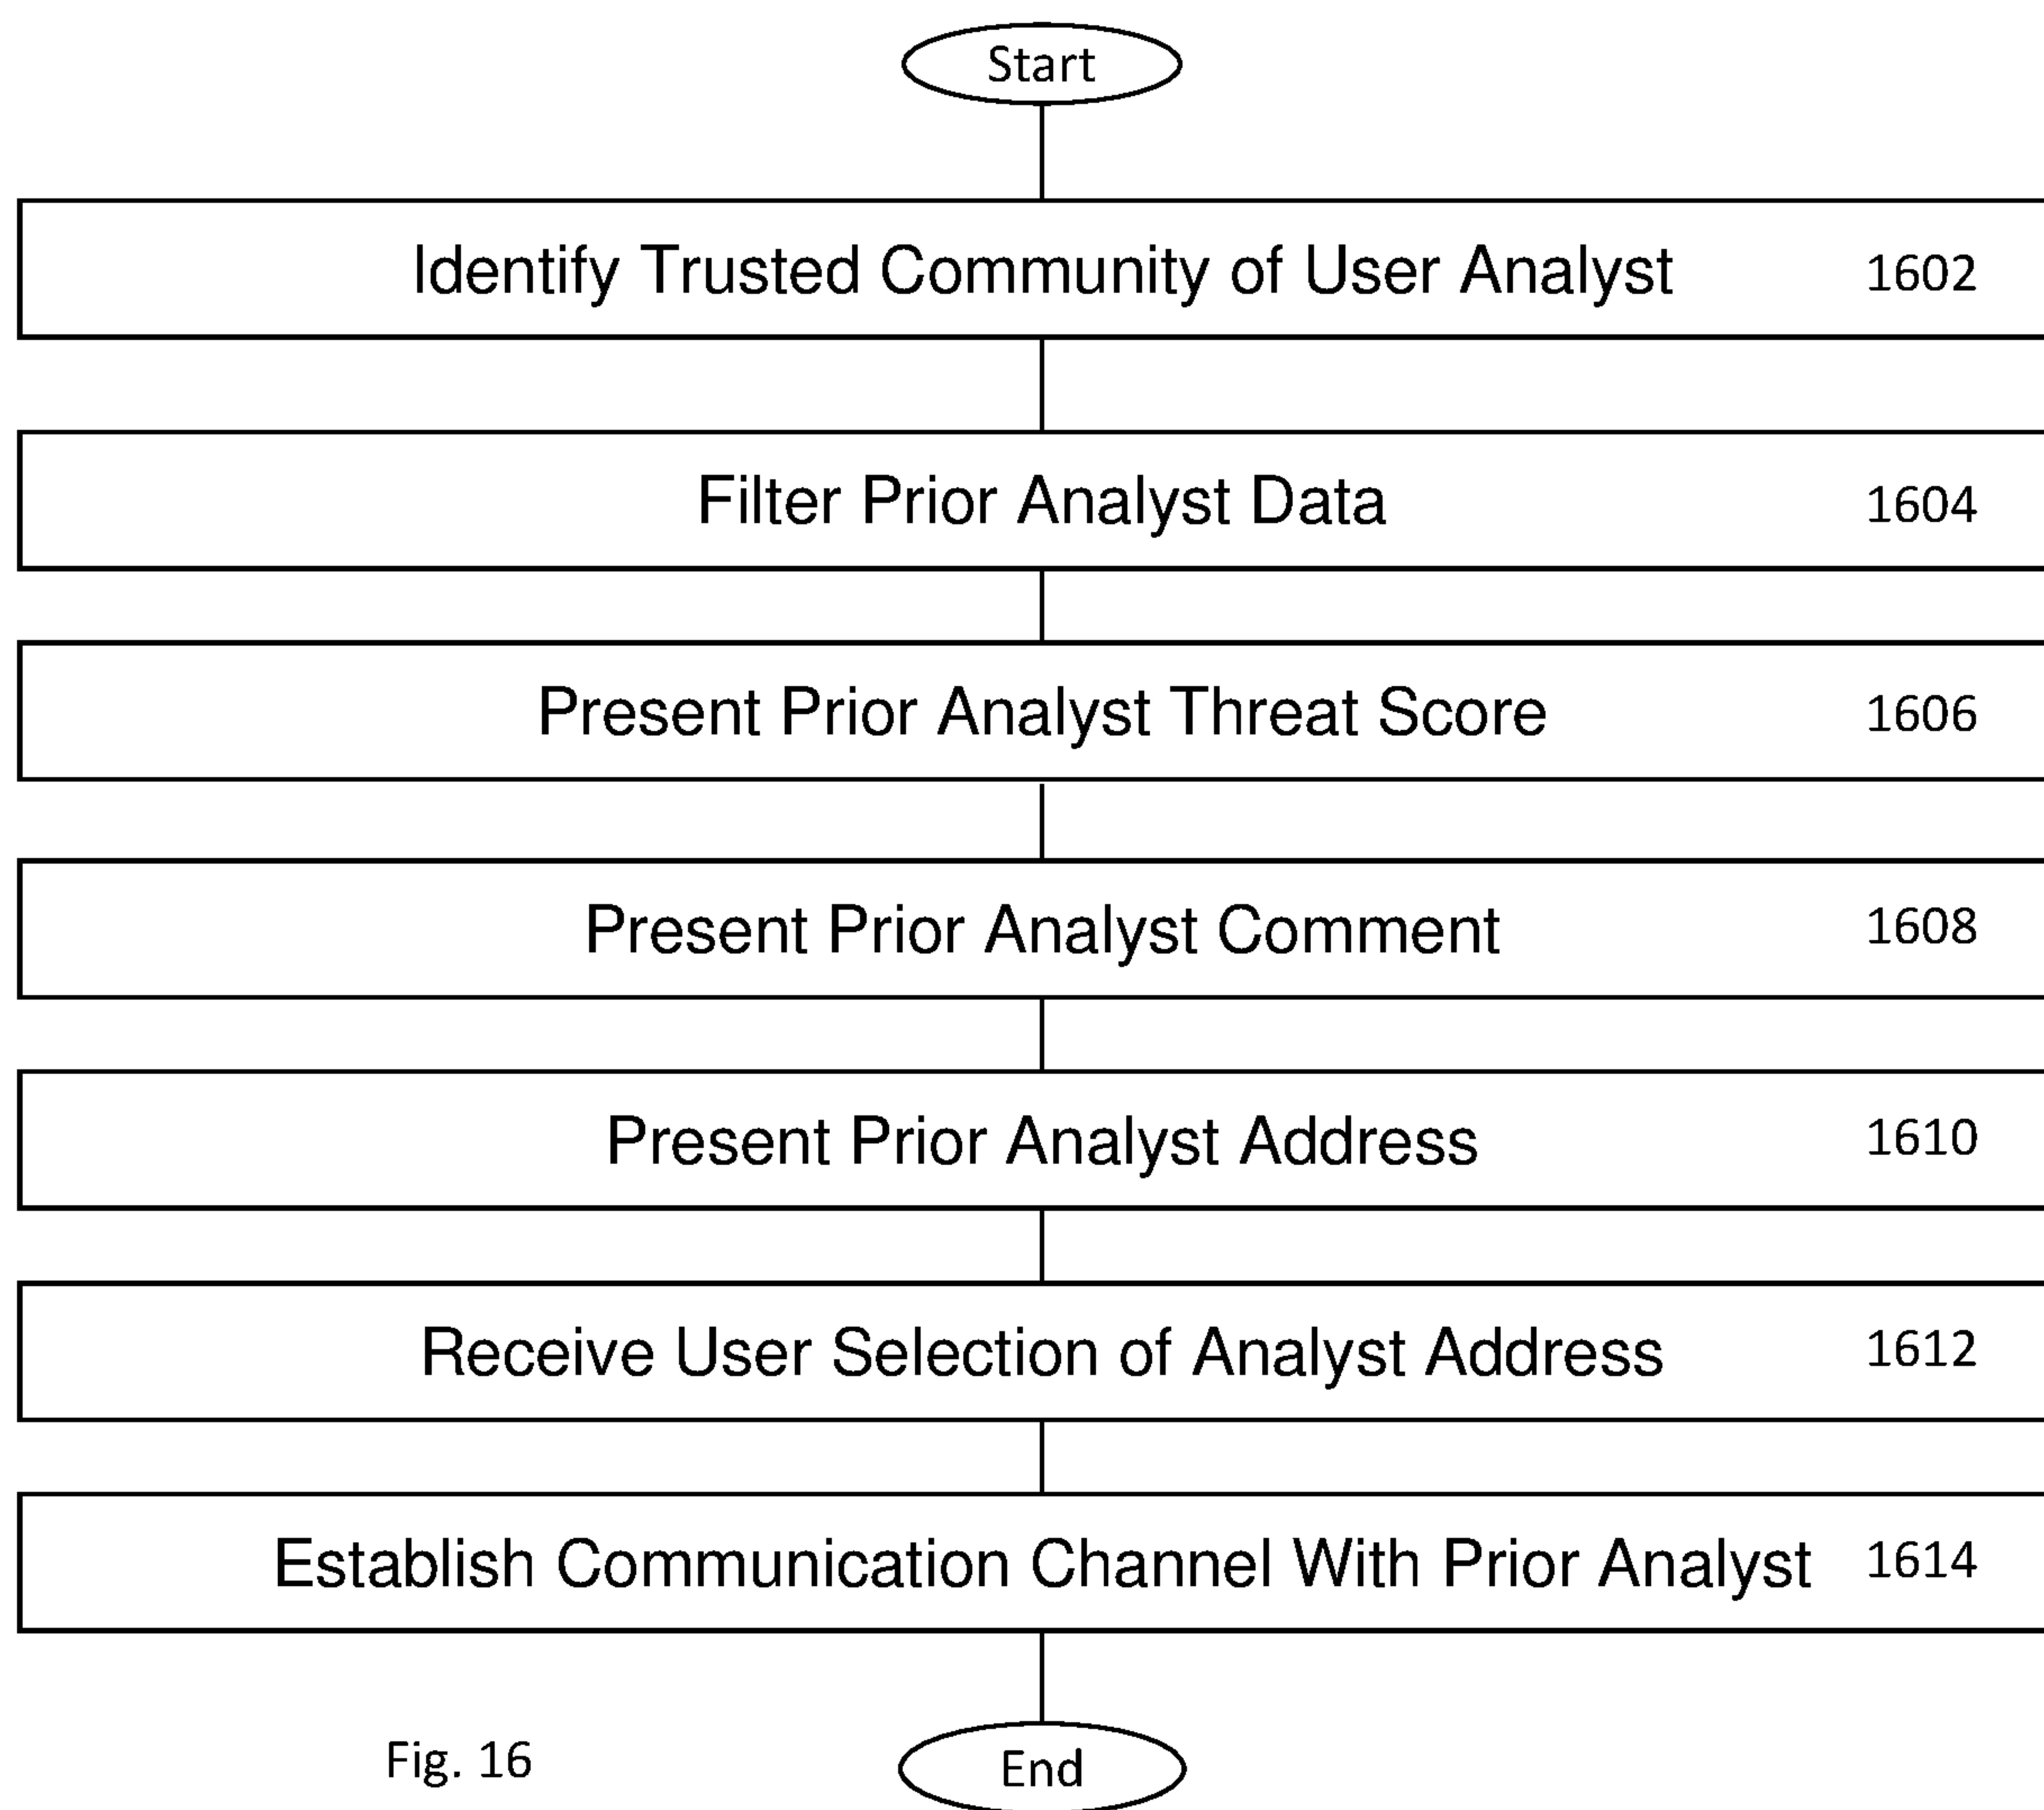 Start
Identify Trusted Community of User Analyst 1602
Filter Prior Analyst Data 1604
Present Prior Analyst Threat Score 1606
Present Prior Analyst Comment 1608
Present Prior Analyst Address 1610
Receive User Selection of Analyst Address 1612
Establish Communication Channel With Prior Analyst 1614
Fig. 16
End